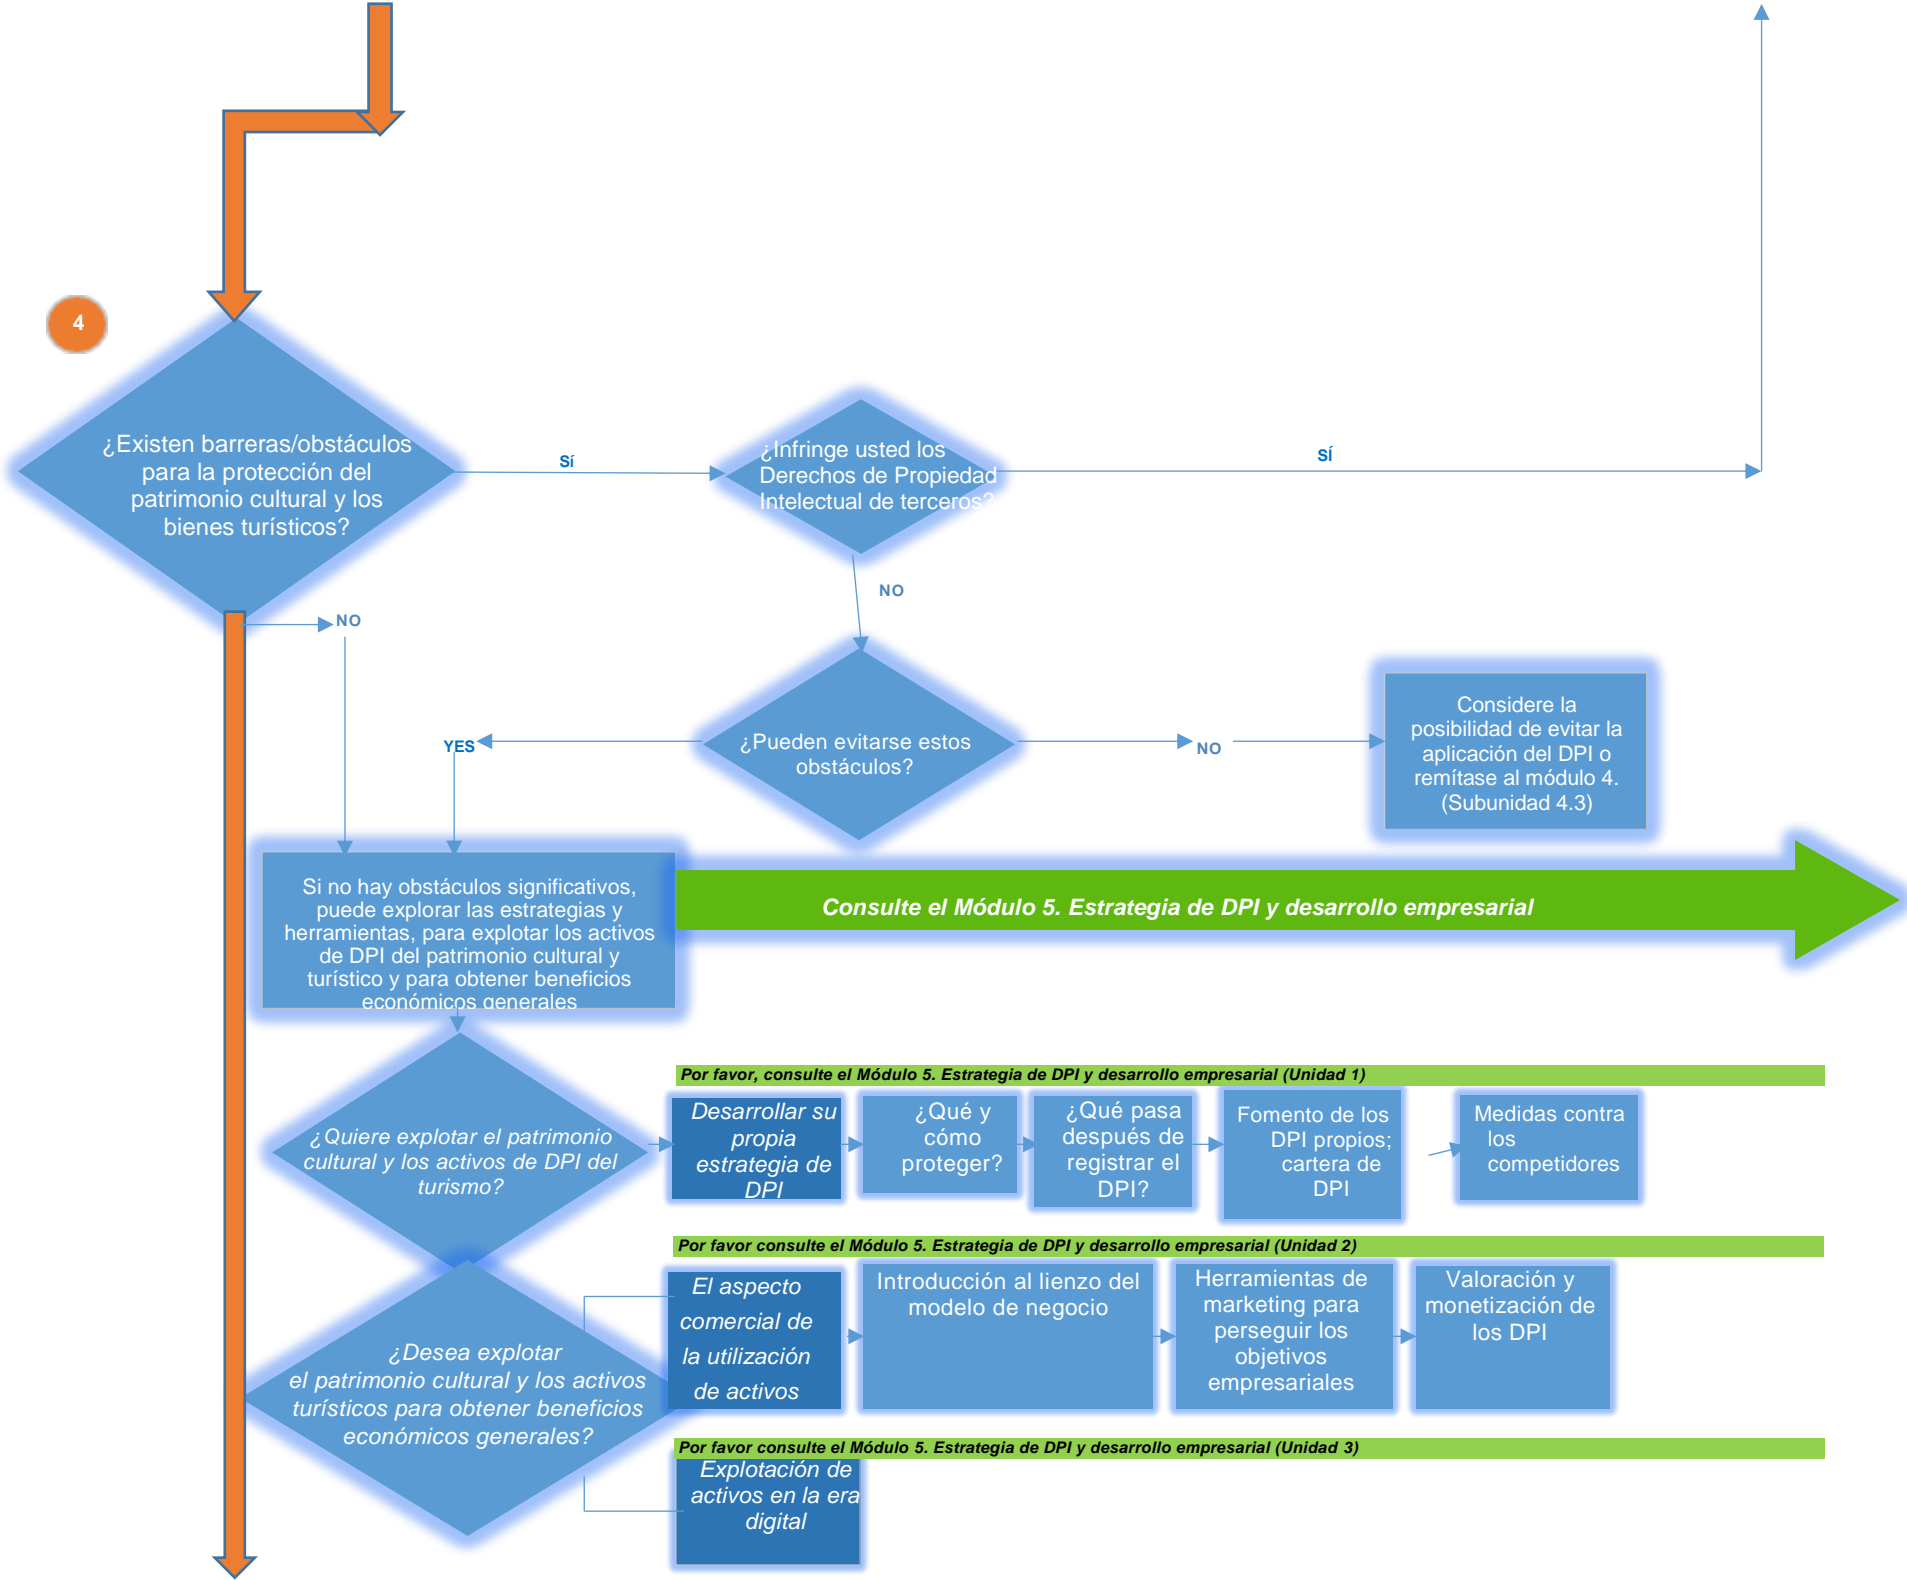 4
¿Existen barreras/obstáculos
para la protección del
patrimonio cultural y los
bienes turísticos?
Sí
¿Infringe usted los
Derechos de Propiedad
Intelectual de terceros?
SÍ
NO
NO
¿Pueden evitarse estos
obstáculos?
YES
NO
Considere la
posibilidad de evitar la
aplicación del DPI o
remítase al módulo 4.
(Subunidad 4.3)
Si no hay obstáculos significativos,
puede explorar las estrategias y
herramientas, para explotar los activos
de DPI del patrimonio cultural y
turístico y para obtener beneficios
económicos generales
Consulte el Módulo 5. Estrategia de DPI y desarrollo empresarial
¿Quiere explotar el patrimonio
cultural y los activos de DPI del
turismo?
Por favor, consulte el Módulo 5. Estrategia de DPI y desarrollo empresarial (Unidad 1)
Desarrollar su
propia
estrategia de
DPI
¿Qué y
cómo
proteger?
¿Qué pasa
después de
registrar el
DPI?
Fomento de los
DPI propios;
cartera de
DPI
Medidas contra
los
competidores
Por favor consulte el Módulo 5. Estrategia de DPI y desarrollo empresarial (Unidad 2)
¿Desea explotar
el patrimonio cultural y los activos
turísticos para obtener beneficios
económicos generales?
El aspecto
comercial de
la utilización
de activos
Introducción al lienzo del
modelo de negocio
Herramientas de
marketing para
perseguir los
objetivos
empresariales
Valoración y
monetización de
los DPI
Por favor consulte el Módulo 5. Estrategia de DPI y desarrollo empresarial (Unidad 3)
Explotación de
activos en la era
digital